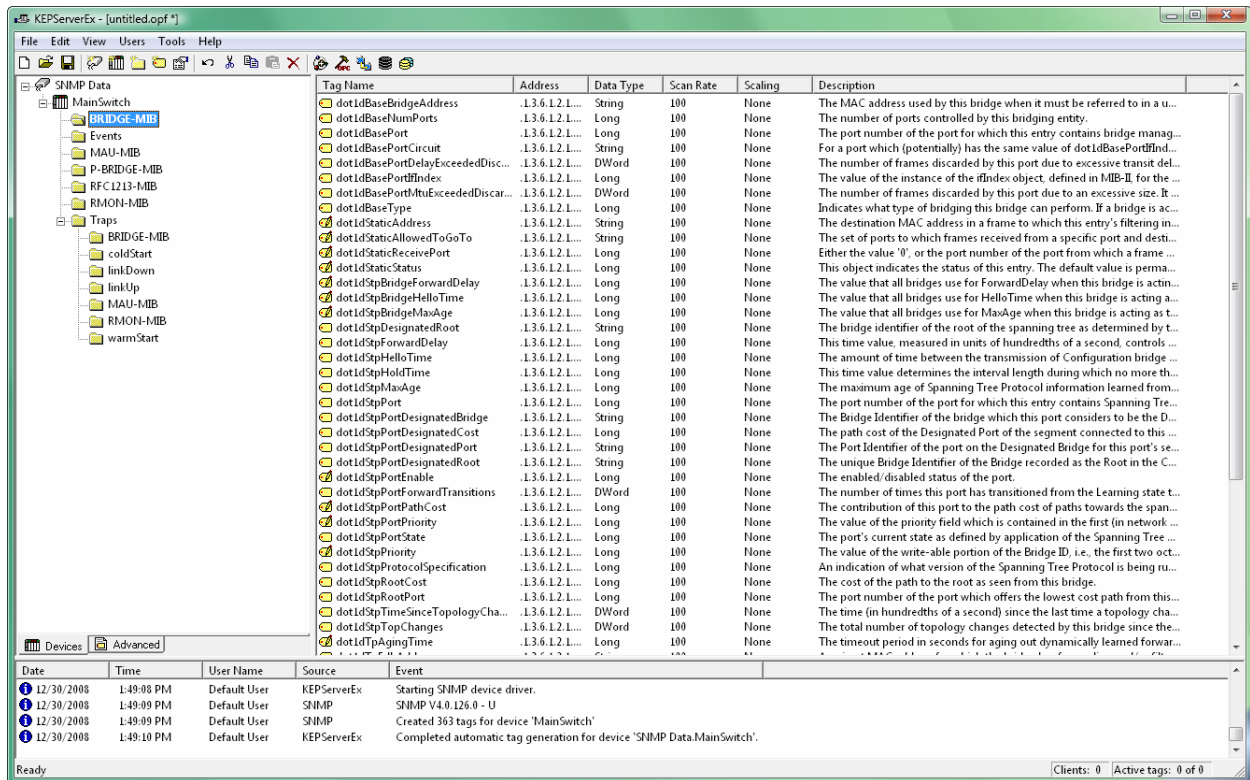 KEPServerEx - [untitled.opf *]
File Edit View Users Tools Help
SNMP Data
MainSwitch
BRIDGE-MIB
Events
MAU-MIB
P-BRIDGE-MIB
RFC1213-MIB
RMON-MIB
Traps
BRIDGE-MIB
coldStart
linkDown
linkUp
MAU-MIB
RMON-MIB
warmStart
Devices Advanced
Tag Name Address Data Type Scan Rate Scaling Description
dot1dBaseBridgeAddress .1.3.6.1.2.1.... String 100 None The MAC address used by this bridge when it must be referred to in a u...
dot1dBaseNumPorts .1.3.6.1.2.1.... Long 100 None The number of ports controlled by this bridging entity.
dot1dBasePort .1.3.6.1.2.1.... Long 100 None The port number of the port for which this entry contains bridge manag...
dot1dBasePortCircuit .1.3.6.1.2.1.... String 100 None For a port which (potentially) has the same value of dot1dBasePortIfInd...
dot1dBasePortDelayExceededDisc... .1.3.6.1.2.1.... DWord 100 None The number of frames discarded by this port due to excessive transit del...
dot1dBasePortIfIndex .1.3.6.1.2.1.... Long 100 None The value of the instance of the ifIndex object, defined in MIB-II, for the ...
dot1dBasePortMtuExceededDiscar... .1.3.6.1.2.1.... DWord 100 None The number of frames discarded by this port due to an excessive size. It ...
dot1dBaseType .1.3.6.1.2.1.... Long 100 None Indicates what type of bridging this bridge can perform. If a bridge is ac...
dot1dStaticAddress .1.3.6.1.2.1.... String 100 None The destination MAC address in a frame to which this entry's filtering in...
dot1dStaticAllowedToGoTo .1.3.6.1.2.1.... String 100 None The set of ports to which frames received from a specific port and desti...
dot1dStaticReceivePort .1.3.6.1.2.1.... Long 100 None Either the value '0', or the port number of the port from which a frame ...
dot1dStaticStatus .1.3.6.1.2.1.... Long 100 None This object indicates the status of this entry. The default value is perma...
dot1dStpBridgeForwardDelay .1.3.6.1.2.1.... Long 100 None The value that all bridges use for ForwardDelay when this bridge is actin...
dot1dStpBridgeHelloTime .1.3.6.1.2.1.... Long 100 None The value that all bridges use for HelloTime when this bridge is acting a...
dot1dStpBridgeMaxAge .1.3.6.1.2.1.... Long 100 None The value that all bridges use for MaxAge when this bridge is acting as t...
dot1dStpDesignatedRoot .1.3.6.1.2.1.... String 100 None The bridge identifier of the root of the spanning tree as determined by t...
dot1dStpForwardDelay .1.3.6.1.2.1.... Long 100 None This time value, measured in units of hundredths of a second, controls ...
dot1dStpHelloTime .1.3.6.1.2.1.... Long 100 None The amount of time between the transmission of Configuration bridge ...
dot1dStpHoldTime .1.3.6.1.2.1.... Long 100 None This time value determines the interval length during which no more th...
dot1dStpMaxAge .1.3.6.1.2.1.... Long 100 None The maximum age of Spanning Tree Protocol information learned from...
dot1dStpPort .1.3.6.1.2.1.... Long 100 None The port number of the port for which this entry contains Spanning Tre...
dot1dStpPortDesignatedBridge .1.3.6.1.2.1.... String 100 None The Bridge Identifier of the bridge which this port considers to be the D...
dot1dStpPortDesignatedCost .1.3.6.1.2.1.... Long 100 None The path cost of the Designated Port of the segment connected to this ...
dot1dStpPortDesignatedPort .1.3.6.1.2.1.... String 100 None The Port Identifier of the port on the Designated Bridge for this port's se...
dot1dStpPortDesignatedRoot .1.3.6.1.2.1.... String 100 None The unique Bridge Identifier of the Bridge recorded as the Root in the C...
dot1dStpPortEnable .1.3.6.1.2.1.... Long 100 None The enabled/disabled status of the port.
dot1dStpPortForwardTransitions .1.3.6.1.2.1.... DWord 100 None The number of times this port has transitioned from the Learning state t...
dot1dStpPortPathCost .1.3.6.1.2.1.... Long 100 None The contribution of this port to the path cost of paths towards the span...
dot1dStpPortPriority .1.3.6.1.2.1.... Long 100 None The value of the priority field which is contained in the first (in network ...
dot1dStpPortState .1.3.6.1.2.1.... Long 100 None The port's current state as defined by application of the Spanning Tree ...
dot1dStpPriority .1.3.6.1.2.1.... Long 100 None The value of the write-able portion of the Bridge ID, i.e., the first two oct...
dot1dStpProtocolSpecification .1.3.6.1.2.1.... Long 100 None An indication of what version of the Spanning Tree Protocol is being ru...
dot1dStpRootCost .1.3.6.1.2.1.... Long 100 None The cost of the path to the root as seen from this bridge.
dot1dStpRootPort .1.3.6.1.2.1.... Long 100 None The port number of the port which offers the lowest cost path from this...
dot1dStpTimeSinceTopologyCha... .1.3.6.1.2.1.... DWord 100 None The time (in hundredths of a second) since the last time a topology cha...
dot1dStpTopChanges .1.3.6.1.2.1.... DWord 100 None The total number of topology changes detected by this bridge since the...
dot1dTpAgingTime .1.3.6.1.2.1.... Long 100 None The timeout period in seconds for aging out dynamically learned forwar...
Date Time User Name Source Event
12/30/2008 1:49:08 PM Default User KEPServerEx Starting SNMP device driver.
12/30/2008 1:49:09 PM Default User SNMP SNMP V4.0.126.0 - U
12/30/2008 1:49:09 PM Default User SNMP Created 363 tags for device 'MainSwitch'
12/30/2008 1:49:10 PM Default User KEPServerEx Completed automatic tag generation for device 'SNMP Data.MainSwitch'.
Ready Clients: 0 Active tags: 0 of 0